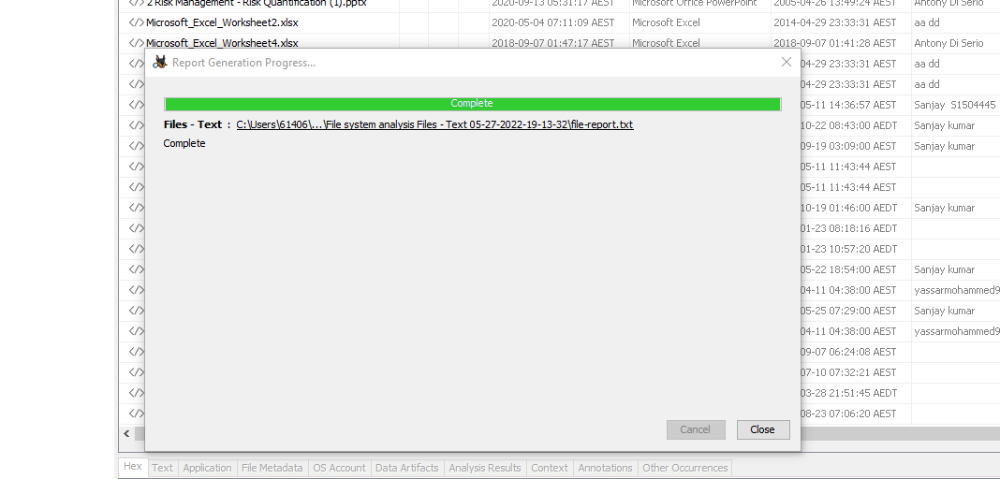 2 Risk Management - Risk Quantification (1).pptx 2020-09-13 05:31:17 AEST Microsoft Office PowerPoint 2005-04-26 13:49:24 AEST Antony Di Serio
</> Microsoft_Excel_Worksheet2.xlsx 2020-05-04 07:11:09 AEST Microsoft Excel 2014-04-29 23:33:31 AEST aa dd
</> Microsoft_Excel_Worksheet4.xlsx 2018-09-07 01:47:17 AEST Microsoft Excel 2018-09-07 01:41:28 AEST Antony Di Serio
Report Generation Progress...
</> 04-29 23:33:31 AEST aa dd
</> 04-29 23:33:31 AEST aa dd
Complete
</> 05-11 14:36:57 AEST Sanjay S1504445
Files - Text : C:\Users\61406\...\File system analysis Files - Text 05-27-2022-19-13-32\file-report.txt
</> 10-22 08:43:00 AEDT Sanjay kumar
Complete
</> 09-19 03:09:00 AEST Sanjay kumar
</> 05-11 11:43:44 AEST
</> 05-11 11:43:44 AEST
</> 10-19 01:46:00 AEDT Sanjay kumar
</> 01-23 08:18:16 AEDT
</> 01-23 10:57:20 AEDT
</> 05-22 18:54:00 AEST Sanjay kumar
</> 04-11 04:38:00 AEST yassarmohammed9
</> 05-25 07:29:00 AEST Sanjay kumar
</> 04-11 04:38:00 AEST yassarmohammed9
</> 09-07 06:24:08 AEST
</> 07-10 07:32:21 AEST
</> 03-28 21:51:45 AEDT
</> 08-23 07:06:20 AEST
Cancel Close
Hex Text Application File Metadata OS Account Data Artifacts Analysis Results Context Annotations Other Occurrences